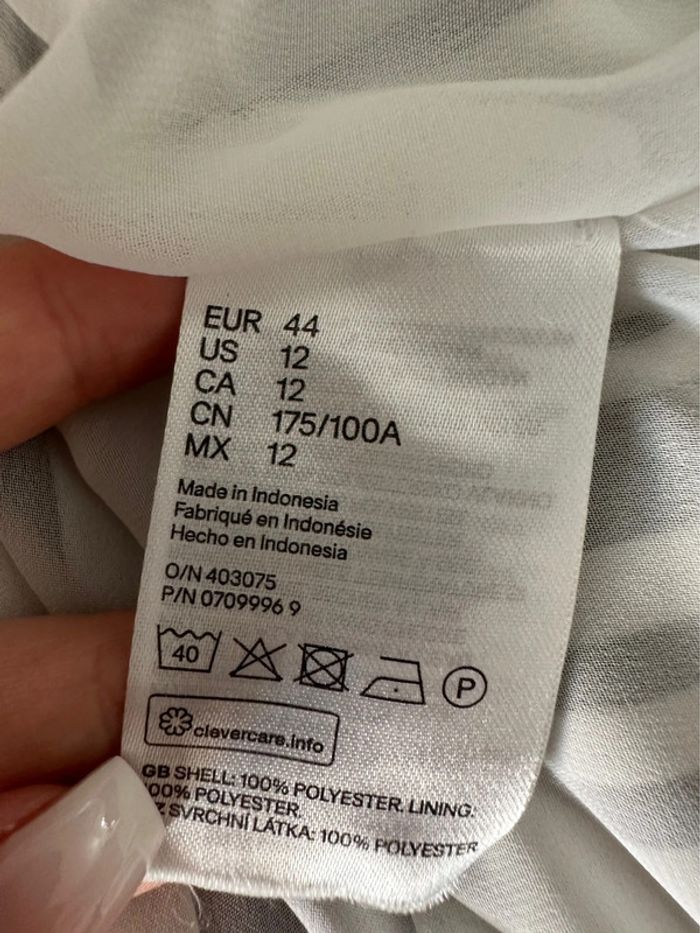 EUR 44
US 12
CA 12
CN 175/100A
MX 12
Made in Indonesia
Fabriqué en Indonésie
Hecho en Indonesia
O/N 403075
P/N 0709996 9
40
P
clevercare.info
GB SHELL: 100% POLYESTER. LINING:
00% POLYESTER.
Z SVRCHNÍ LÁTKA: 100% POLYESTER